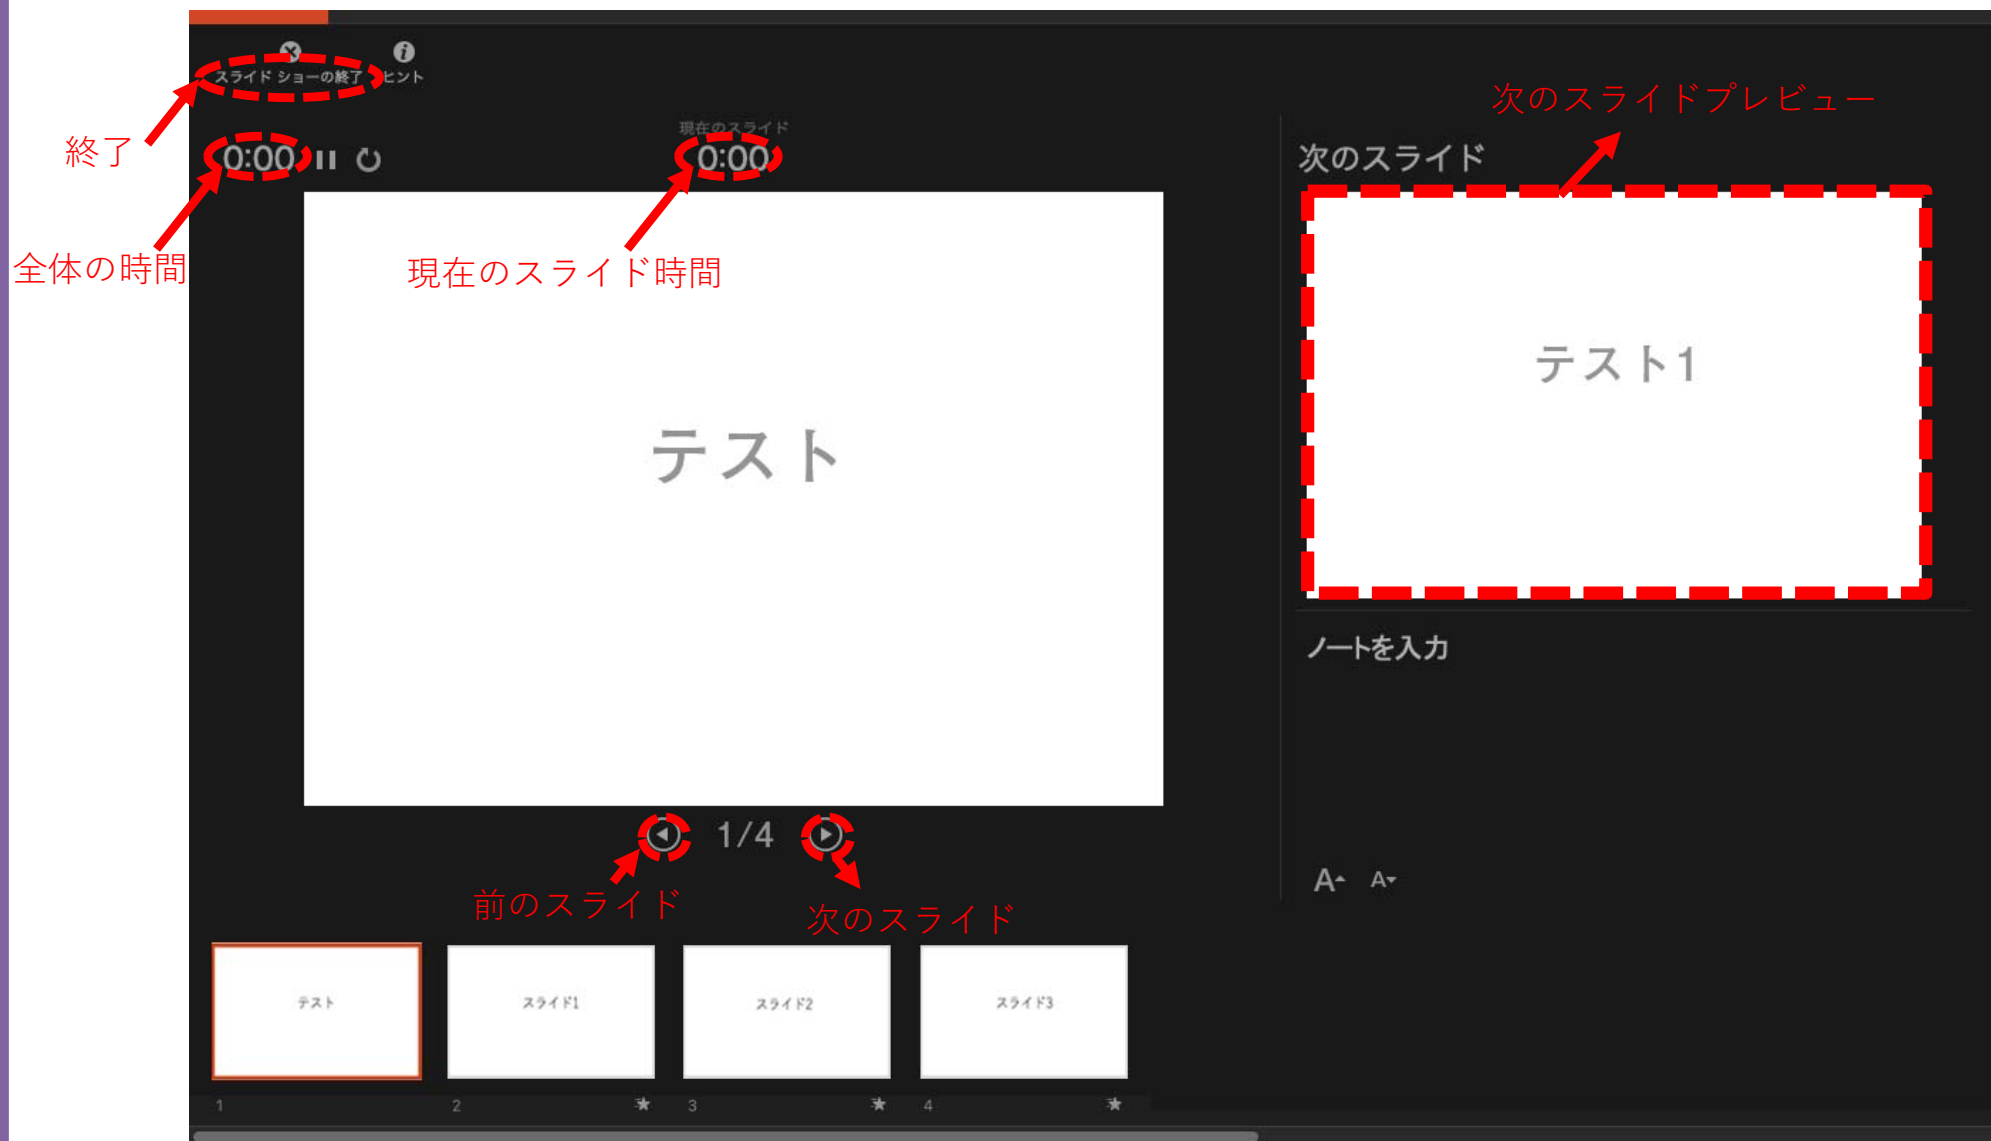 スライド ショーの終了
ヒント
終了
次のスライドプレビュー
現在のスライド
0:00
0:00
次のスライド
全体の時間
現在のスライド時間
テスト
テスト1
ノートを入力
1/4
前のスライド
次のスライド
A
A
テスト
スライド1
スライド2
スライド3
1
2
3
4